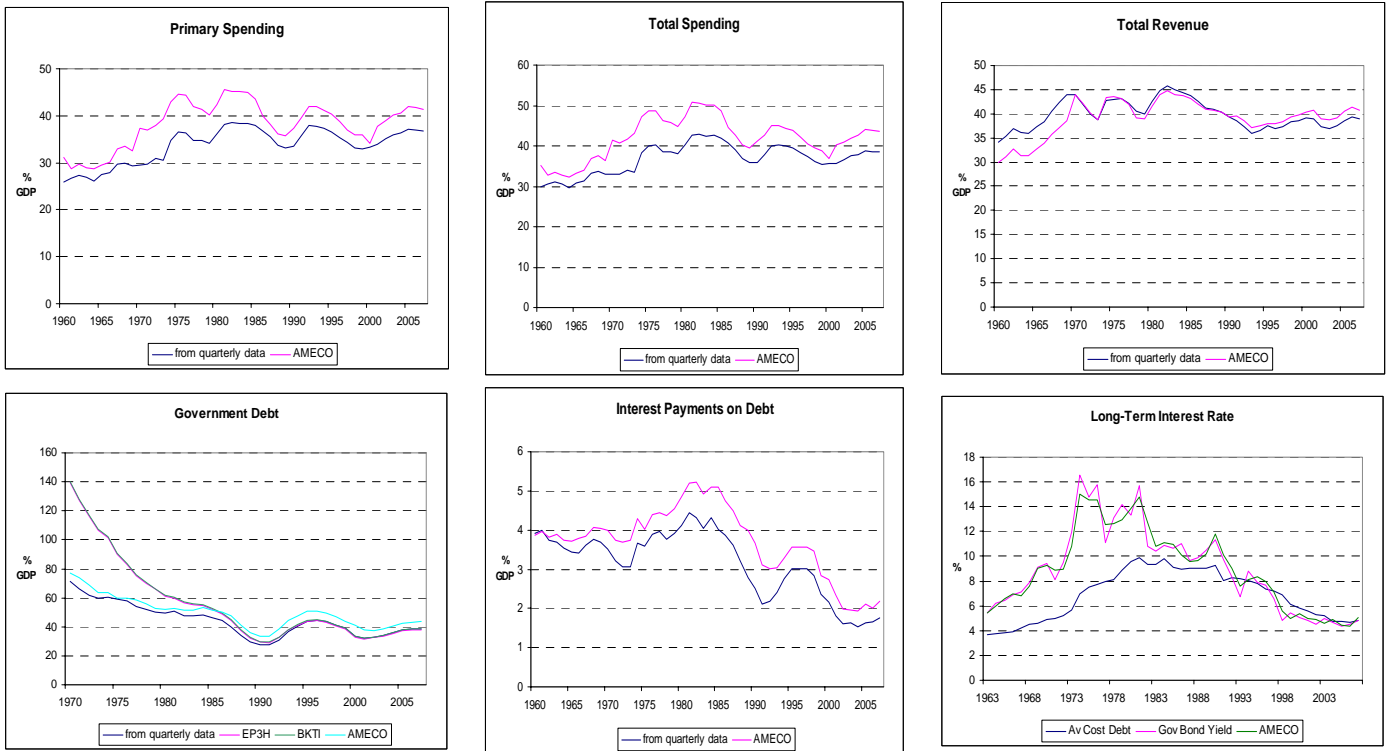 Primary Spending
50
40
30
%
GDP
20
10
0
1960 1965 1970 1975 1980 1985 1990 1995 2000 2005
from quarterly data AMECO
Total Spending
60
50
40
30
%
GDP
20
10
0
1960 1965 1970 1975 1980 1985 1990 1995 2000 2005
from quarterly data AMECO
Total Revenue
50
45
40
35
30
%
GDP
25
20
15
10
5
0
1960 1965 1970 1975 1980 1985 1990 1995 2000 2005
from quarterly data AMECO
Government Debt
160
140
120
100
80
%
GDP
60
40
20
0
1970 1975 1980 1985 1990 1995 2000 2005
from quarterly data EP3H BKTI AMECO
Interest Payments on Debt
6
5
4
3
%
GDP
2
1
0
1960 1965 1970 1975 1980 1985 1990 1995 2000 2005
from quarterly data AMECO
Long-Term Interest Rate
18
16
14
12
10
%
8
6
4
2
0
1963 1968 1973 1978 1983 1988 1993 1998 2003
Av Cost Debt Gov Bond Yield AMECO